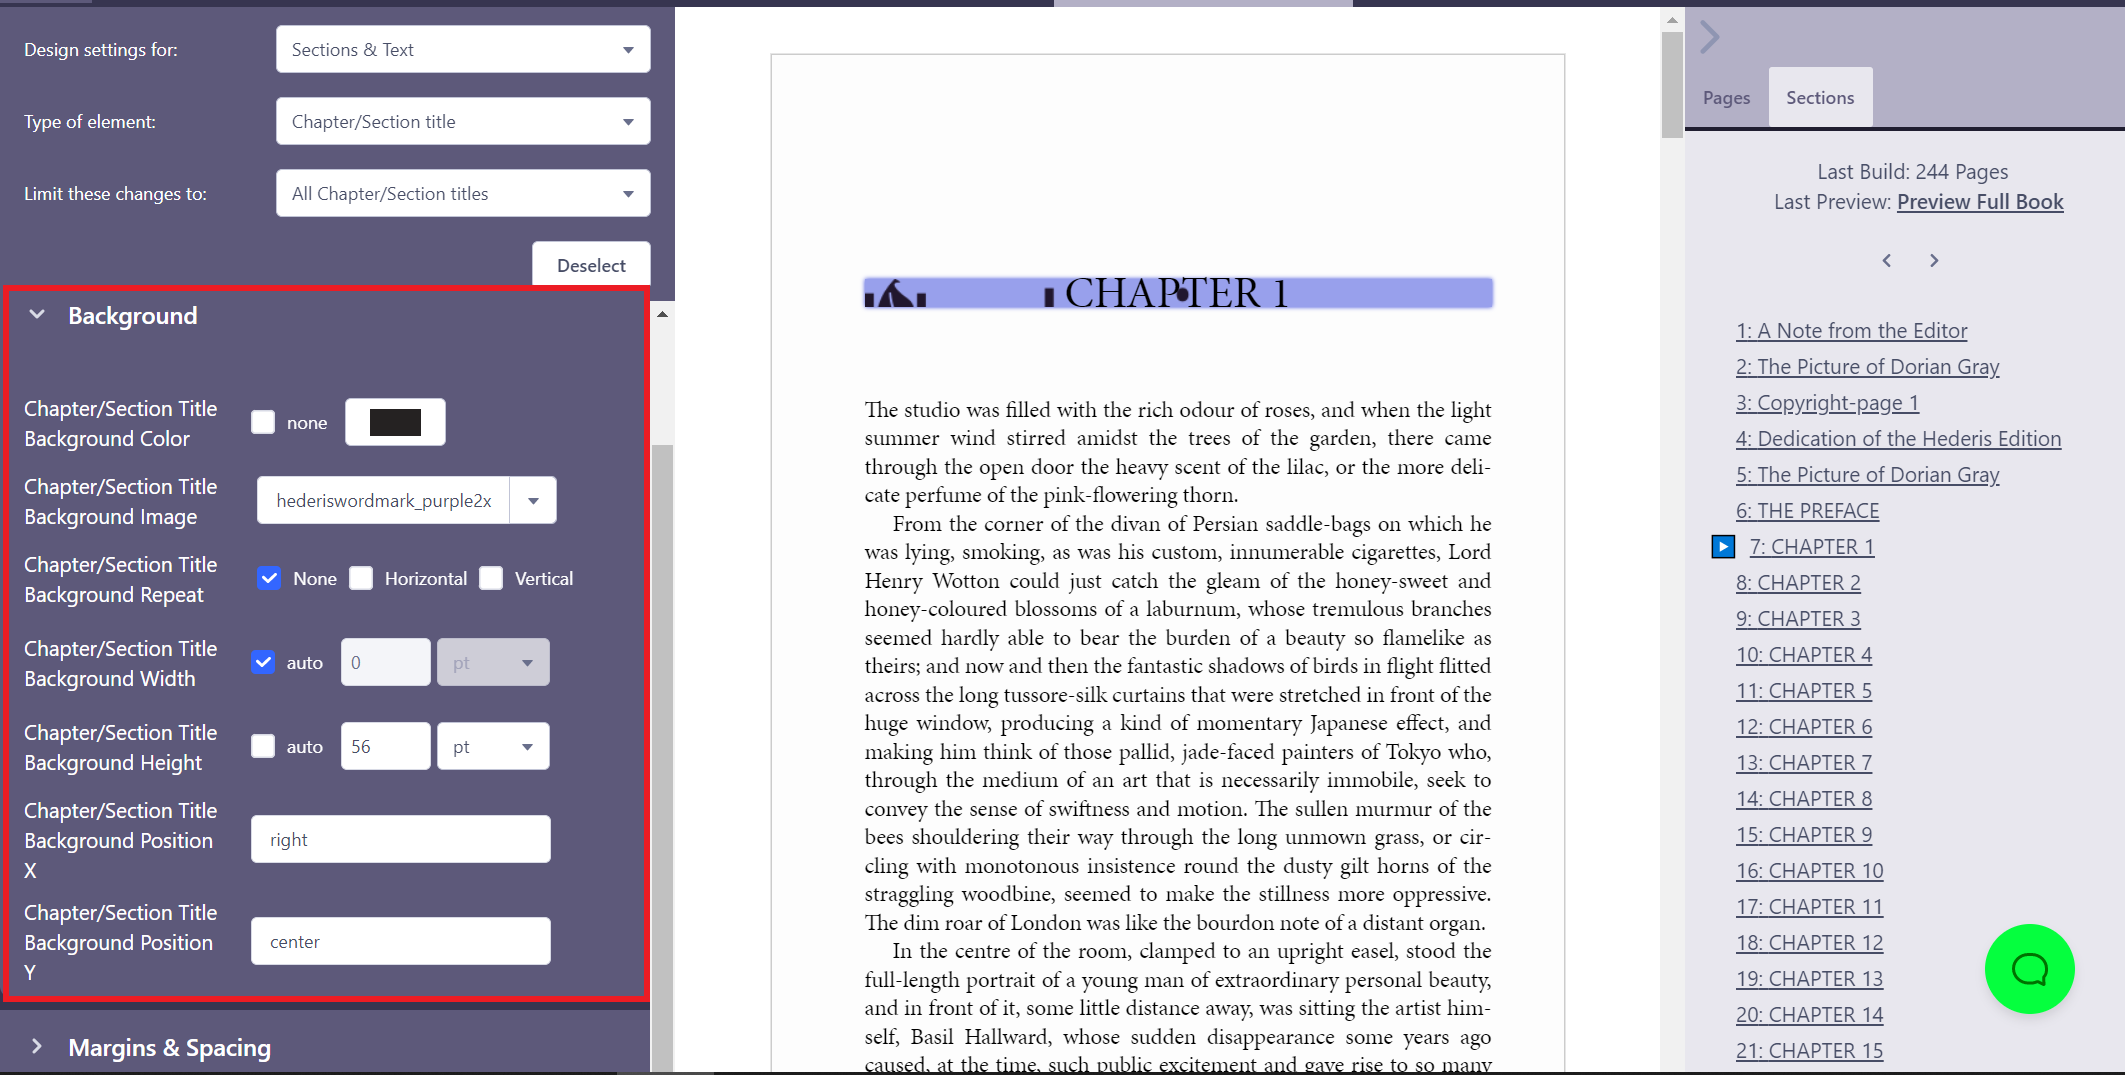 Design settings for:
Sections & Text
Type of element:
Chapter/Section title
Limit these changes to:
All Chapter/Section titles
Deselect
Background
Chapter/Section Title
Background Color
none
Chapter/Section Title
Background Image
hederiswordmark_purple2x
Chapter/Section Title
Background Repeat
None
Horizontal
Vertical
Chapter/Section Title
Background Width
auto
0
pt
Chapter/Section Title
Background Height
auto
56
pt
Chapter/Section Title
Background Position
X
right
Chapter/Section Title
Background Position
Y
center
Margins & Spacing
CHAPTER 1
The studio was filled with the rich odour of roses, and when the light
summer wind stirred amidst the trees of the garden, there came
through the open door the heavy scent of the lilac, or the more deli-
cate perfume of the pink-flowering thorn.
From the corner of the divan of Persian saddle-bags on which he
was lying, smoking, as was his custom, innumerable cigarettes, Lord
Henry Wotton could just catch the gleam of the honey-sweet and
honey-coloured blossoms of a laburnum, whose tremulous branches
seemed hardly able to bear the burden of a beauty so flamelike as
theirs; and now and then the fantastic shadows of birds in flight flitted
across the long tussore-silk curtains that were stretched in front of the
huge window, producing a kind of momentary Japanese effect, and
making him think of those pallid, jade-faced painters of Tokyo who,
through the medium of an art that is necessarily immobile, seek to
convey the sense of swiftness and motion. The sullen murmur of the
bees shouldering their way through the long unmown grass, or cir-
cling with monotonous insistence round the dusty gilt horns of the
straggling woodbine, seemed to make the stillness more oppressive.
The dim roar of London was like the bourdon note of a distant organ.
In the centre of the room, clamped to an upright easel, stood the
full-length portrait of a young man of extraordinary personal beauty,
and in front of it, some little distance away, was sitting the artist him-
self, Basil Hallward, whose sudden disappearance some years ago
caused, at the time, such public excitement and gave rise to so many
Pages
Sections
Last Build: 244 Pages
Last Preview: Preview Full Book
1: A Note from the Editor
2: The Picture of Dorian Gray
3: Copyright-page 1
4: Dedication of the Hederis Edition
5: The Picture of Dorian Gray
6: THE PREFACE
7: CHAPTER 1
8: CHAPTER 2
9: CHAPTER 3
10: CHAPTER 4
11: CHAPTER 5
12: CHAPTER 6
13: CHAPTER 7
14: CHAPTER 8
15: CHAPTER 9
16: CHAPTER 10
17: CHAPTER 11
18: CHAPTER 12
19: CHAPTER 13
20: CHAPTER 14
21: CHAPTER 15